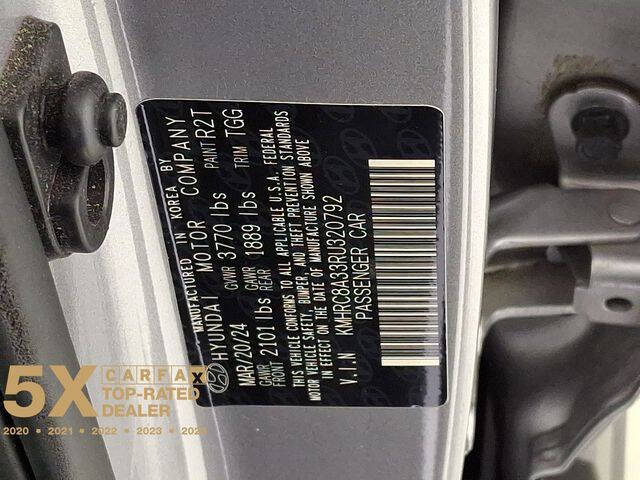 MANUFACTURED IN KOREA BY
HYUNDAI MOTOR COMPANY
MAR/20/24 GVWR 3770 lbs PAINT R2T
GAWR FRONT 2101 lbs GAWR REAR 1889 lbs TRIM TGG
THIS VEHICLE CONFORMS TO ALL APPLICABLE U.S.A. FEDERAL
MOTOR VEHICLE SAFETY, BUMPER, AND THEFT PREVENTION STANDARDS
IN EFFECT ON THE DATE OF MANUFACTURE SHOWN ABOVE
V.I.N KMHRC8A33RU320792
PASSENGER CAR
5X CARFAX
TOP-RATED
DEALER
2020 • 2021 • 2022 • 2023 • 2024